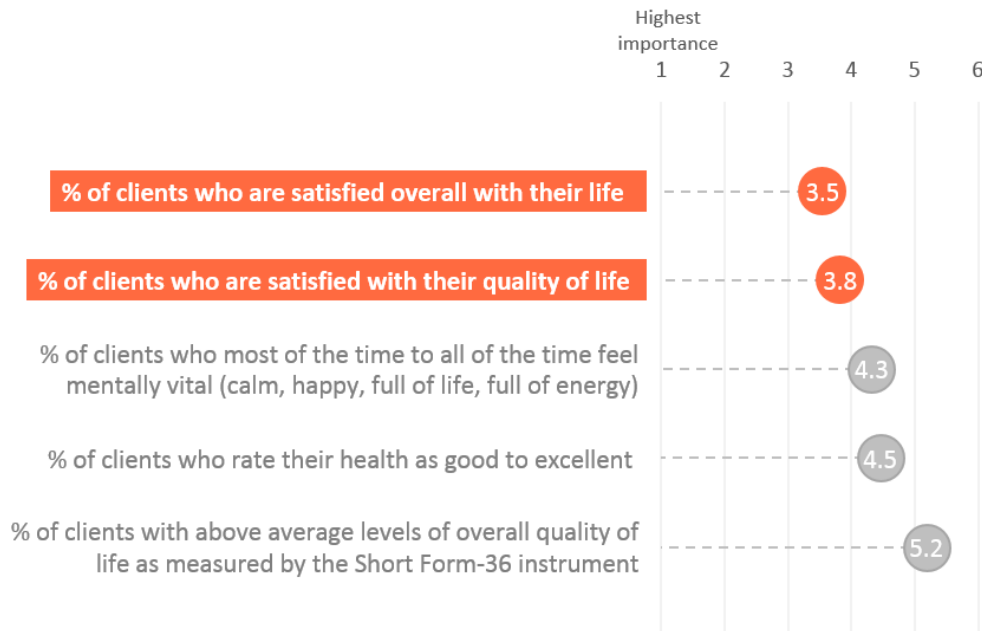 Highest
importance
1 2 3 4 5 6
% of clients who are satisfied overall with their life 3.5
% of clients who are satisfied with their quality of life 3.8
% of clients who most of the time to all of the time feel
mentally vital (calm, happy, full of life, full of energy) 4.3
% of clients who rate their health as good to excellent 4.5
% of clients with above average levels of overall quality of
life as measured by the Short Form-36 instrument 5.2